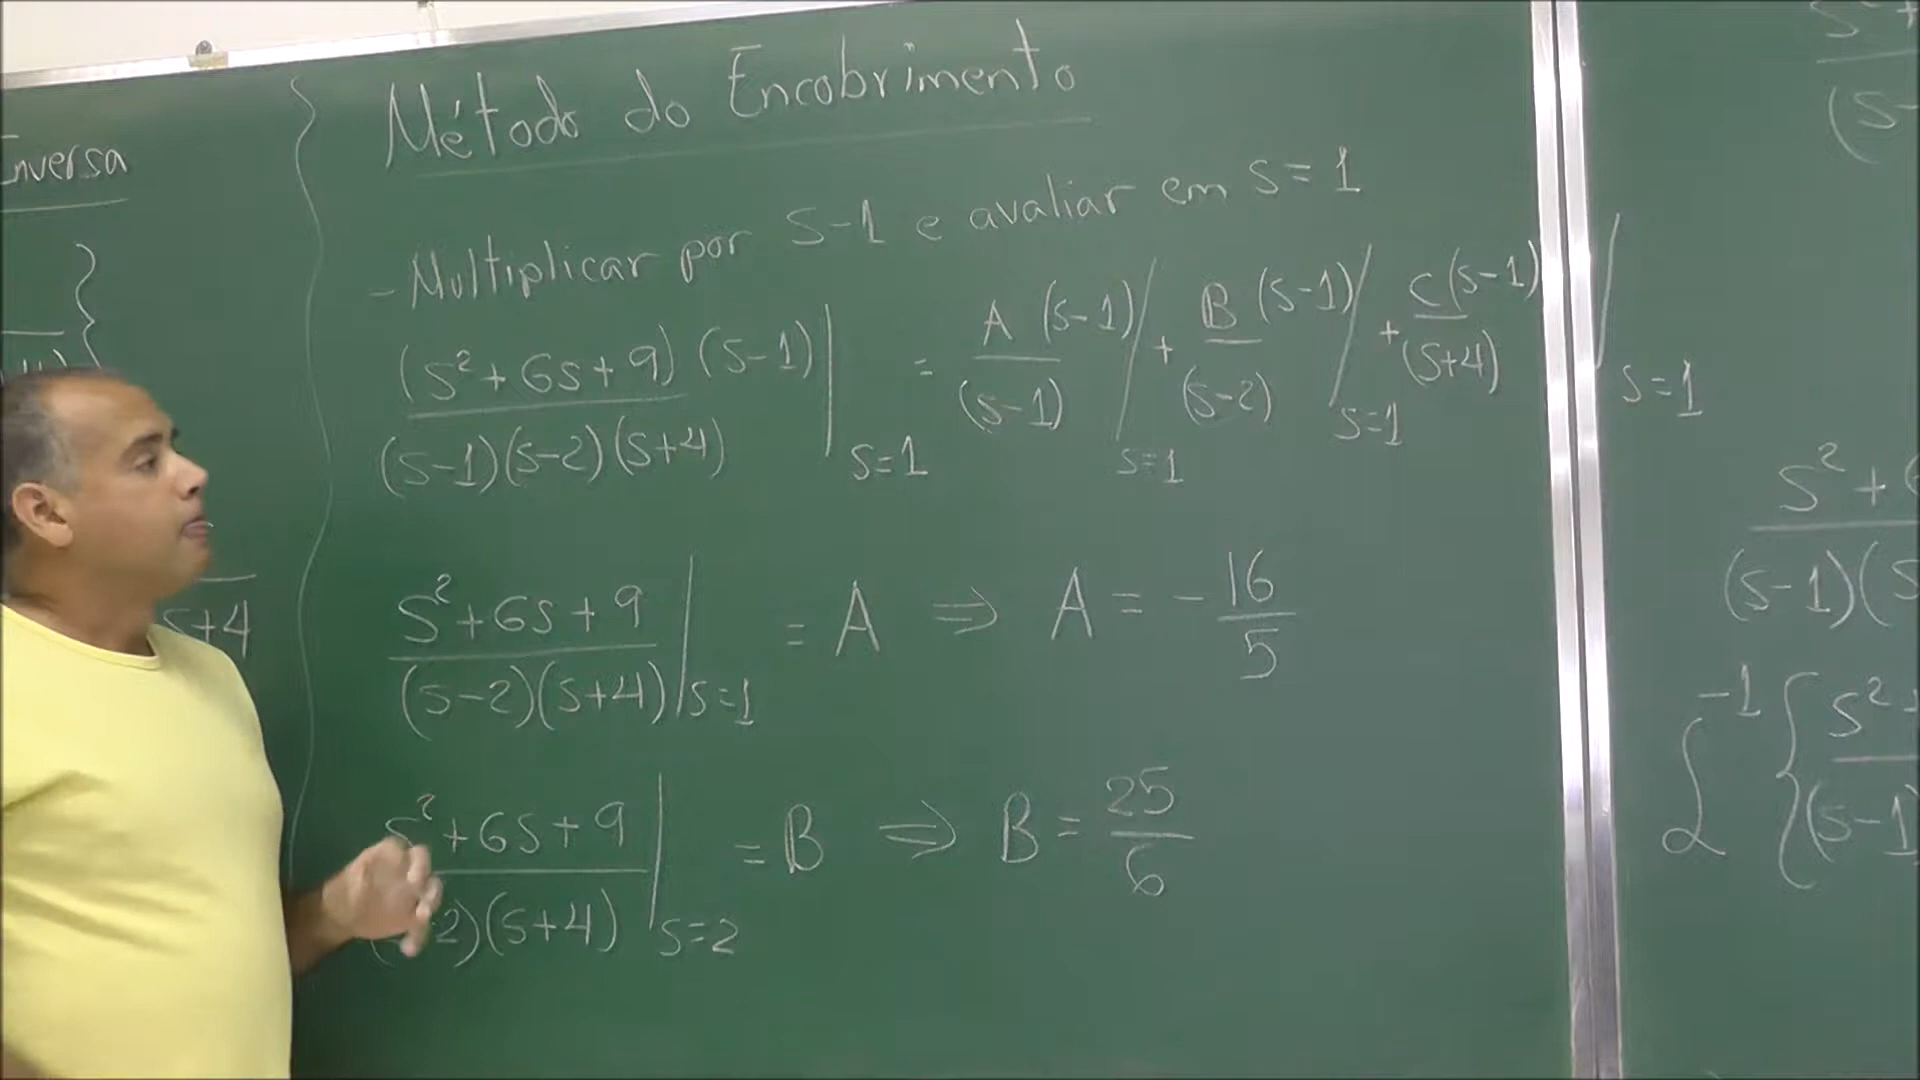 nversa
s+4
Método do Encobrimento
- Multiplicar por s-1 e avaliar em s=1
(s²+6s+9)(s-1) / (s-1)(s-2)(s+4) |s=1 = A(s-1)/(s-1) |s=1 + B(s-1)/(s-2) |s=1 + C(s-1)/(s+4) |s=1
s²+6s+9 / (s-2)(s+4) |s=1 = A ⇒ A = -16/5
s²+6s+9 / -2)(s+4) |s=2 = B ⇒ B = 25/6
(s-
s²+
(s-1)(s
ℒ⁻¹{ s²
(s-1)